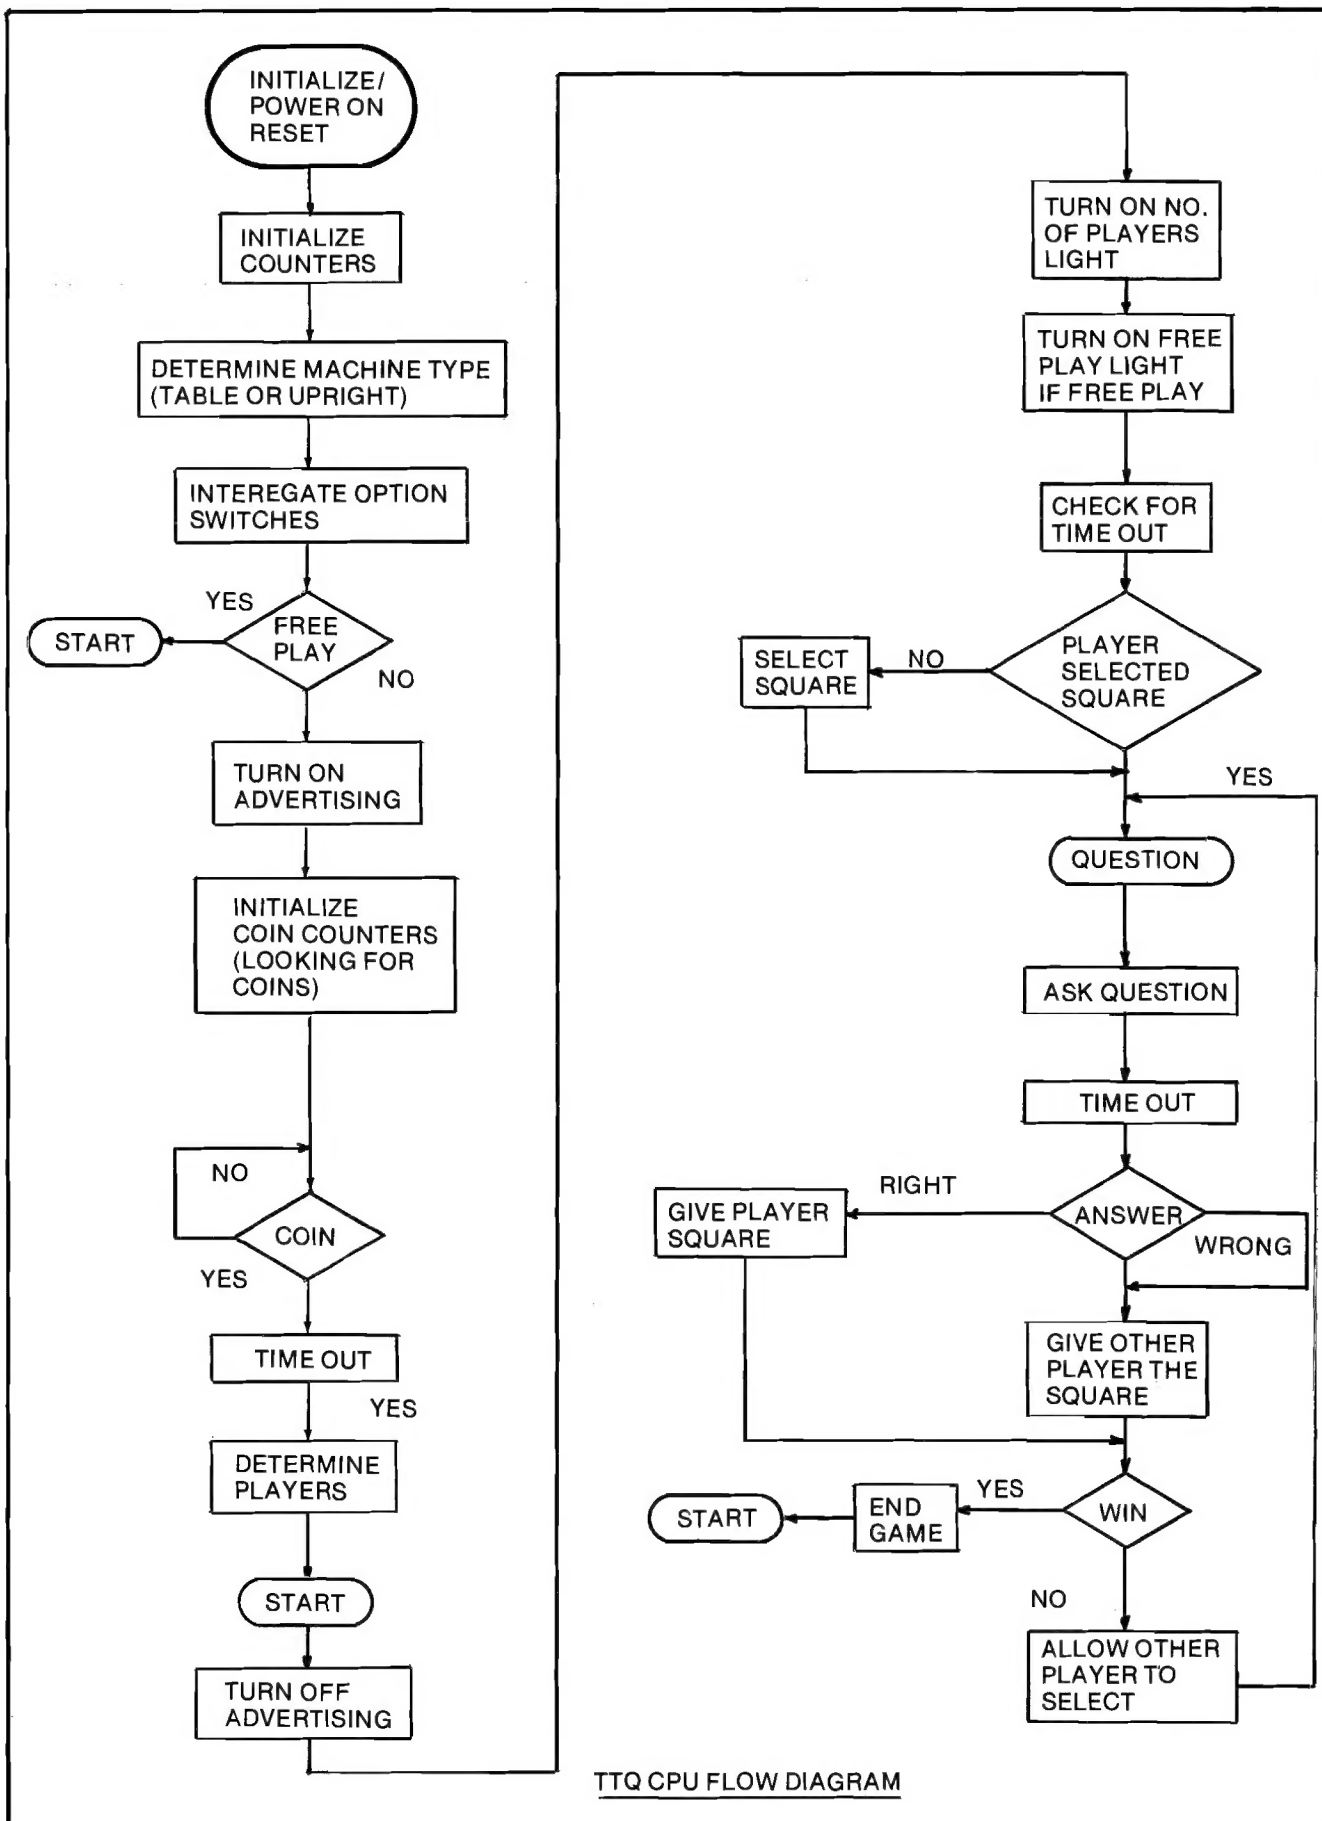 INITIALIZE/
POWER ON
RESET
INITIALIZE
COUNTERS
DETERMINE MACHINE TYPE
(TABLE OR UPRIGHT)
INTEREGATE OPTION
SWITCHES
YES
FREE
PLAY
START
NO
TURN ON
ADVERTISING
INITIALIZE
COIN COUNTERS
(LOOKING FOR
COINS)
NO
COIN
YES
TIME OUT
YES
DETERMINE
PLAYERS
START
TURN OFF
ADVERTISING
TURN ON NO.
OF PLAYERS
LIGHT
TURN ON FREE
PLAY LIGHT
IF FREE PLAY
CHECK FOR
TIME OUT
PLAYER
SELECTED
SQUARE
NO
SELECT
SQUARE
YES
QUESTION
ASK QUESTION
TIME OUT
RIGHT
ANSWER
GIVE PLAYER
SQUARE
WRONG
GIVE OTHER
PLAYER THE
SQUARE
YES
WIN
END
GAME
START
NO
ALLOW OTHER
PLAYER TO
SELECT
TTQ CPU FLOW DIAGRAM